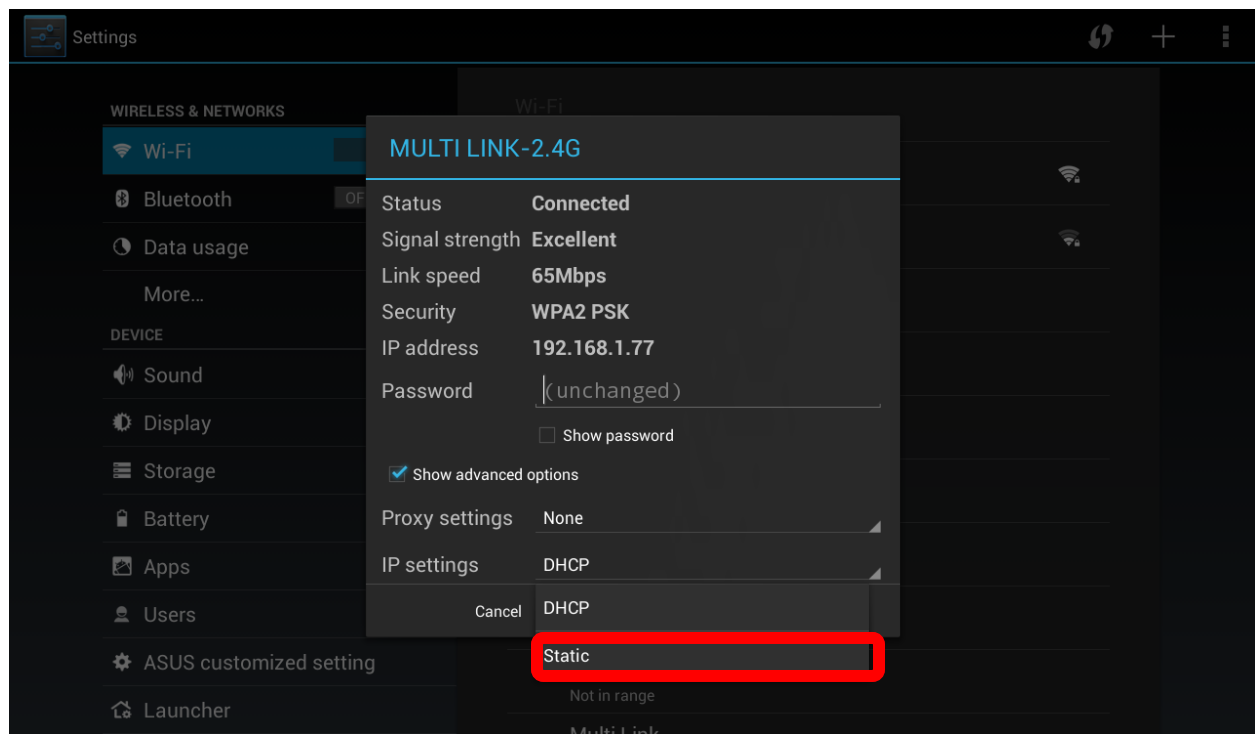 Settings
WIRELESS & NETWORKS
Wi-Fi
Bluetooth OF
Data usage
More...
DEVICE
Sound
Display
Storage
Battery
Apps
Users
ASUS customized setting
Launcher
Wi-Fi
MULTI LINK-2.4G
Status Connected
Signal strength Excellent
Link speed 65Mbps
Security WPA2 PSK
IP address 192.168.1.77
Password (unchanged)
Show password
Show advanced options
Proxy settings None
IP settings DHCP
Cancel
DHCP
Static
Not in range
Multi Link